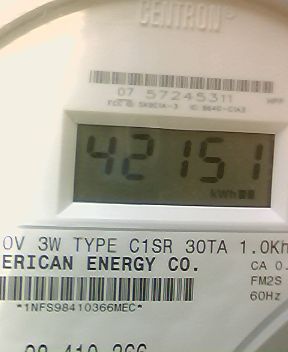 CENTRON
07 57245311
42151
kWh
0V 3W TYPE C1SR 30TA 1.0Kh
ERICAN ENERGY CO.
CA 0.
FM2S
60Hz
*1NFS98410366MEC*